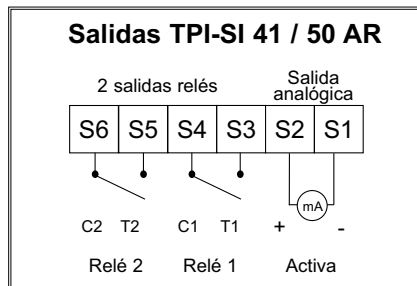 Salidas TPI-SI 41 / 50 AR
2 salidas relés
Salida
analógica
S6 S5 S4 S3 S2 S1
mA
C2 T2 C1 T1 + -
Relé 2 Relé 1 Activa